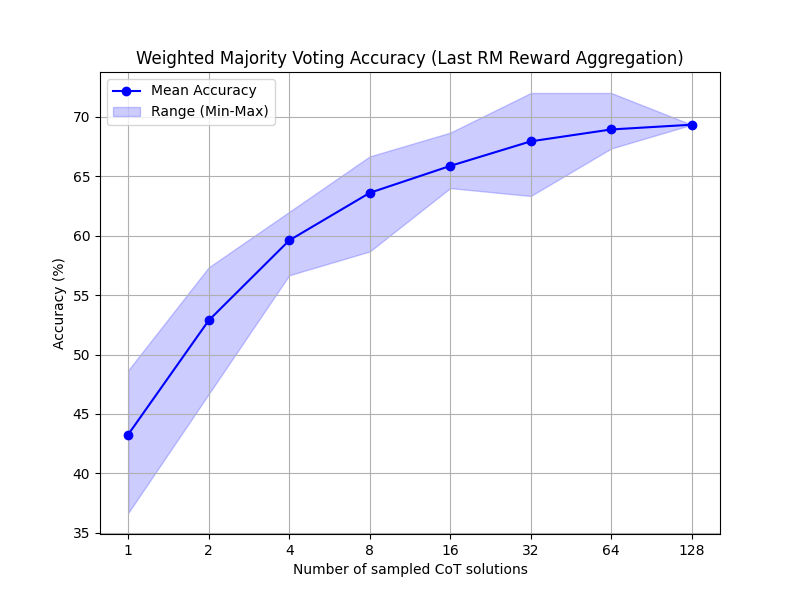 Weighted Majority Voting Accuracy (Last RM Reward Aggregation)
Mean Accuracy
Range (Min-Max)
70
65
60
55
50
45
40
35
Accuracy (%)
1 2 4 8 16 32 64 128
Number of sampled CoT solutions